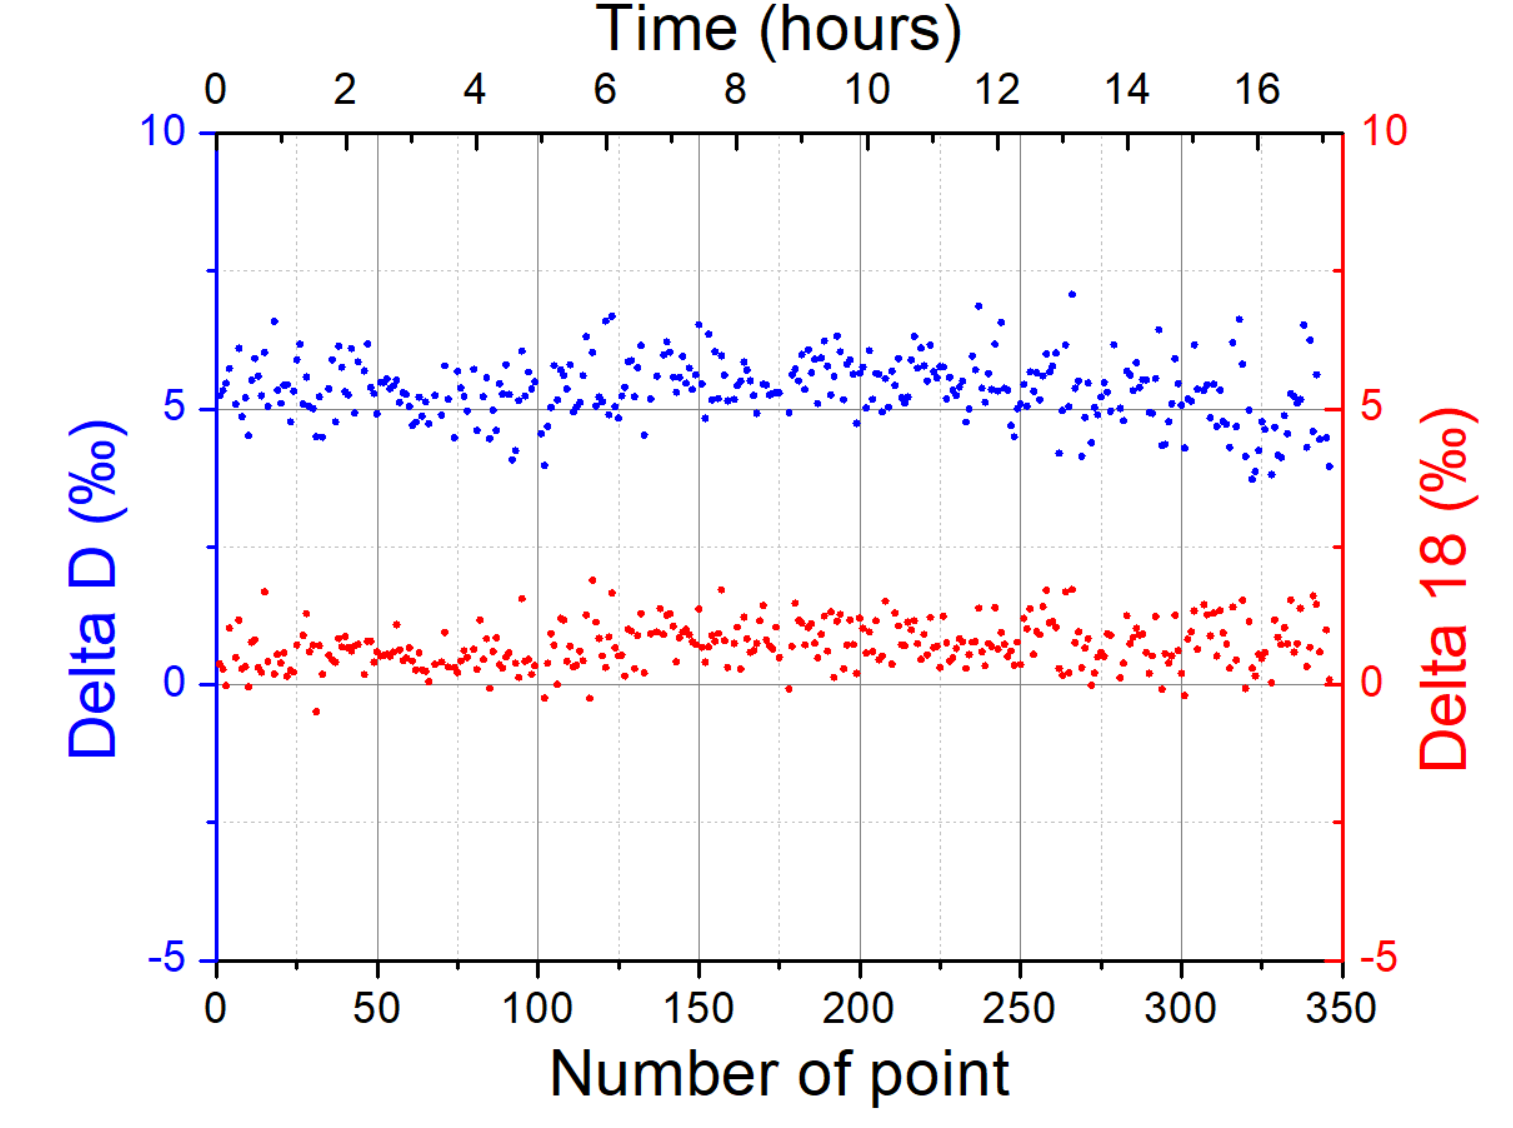 Time (hours)
0 2 4 6 8 10 12 14 16
10 10
5 5
0 0
-5 -5
Delta D (‰)
Delta 18 (‰)
0 50 100 150 200 250 300 350
Number of point